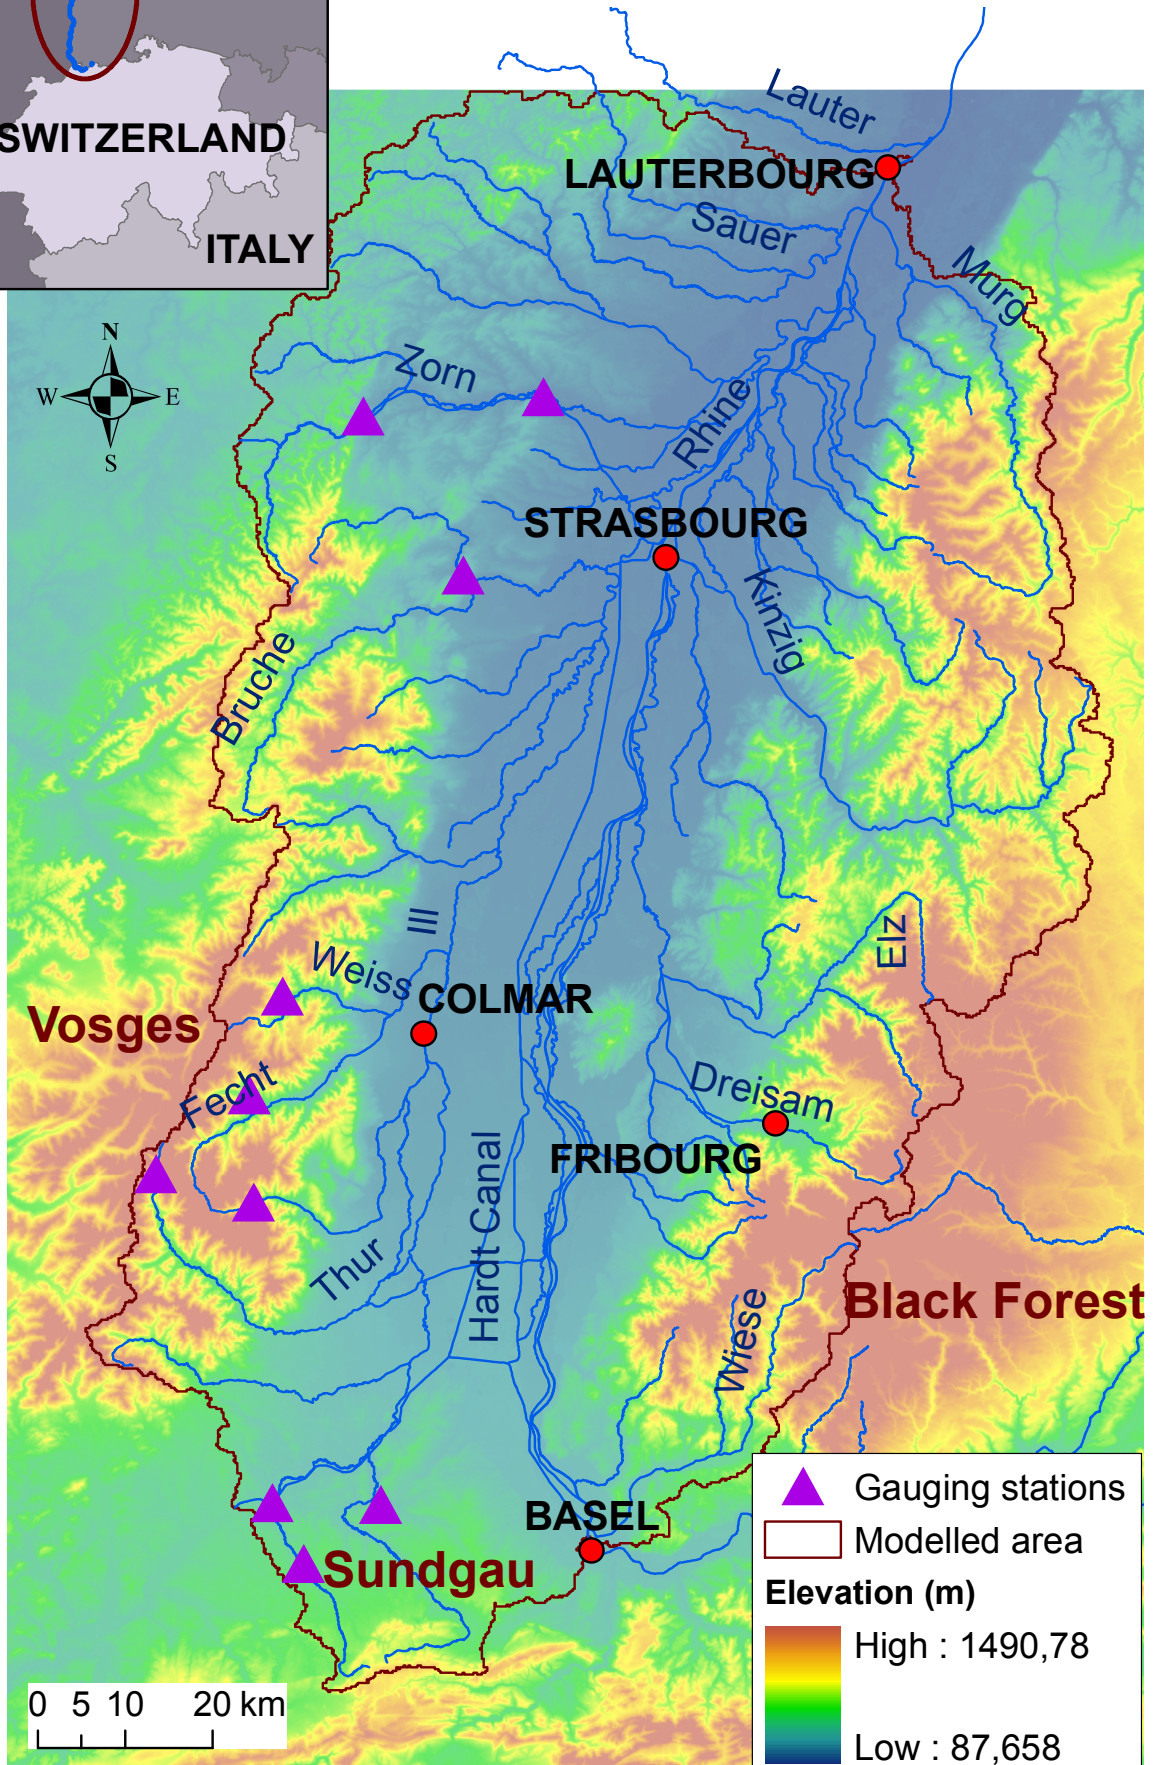 SWITZERLAND
ITALY
Lauter
LAUTERBOURG
Sauer
Murg
N
W
E
S
Zorn
Rhine
STRASBOURG
Kinzig
Bruche
Ill
Elz
Weiss
COLMAR
Vosges
Fecht
Dreisam
FRIBOURG
Hardt Canal
Thur
Wiese
Black Forest
BASEL
Sundgau
Gauging stations
Modelled area
Elevation (m)
High : 1490,78
Low : 87,658
0 5 10 20 km